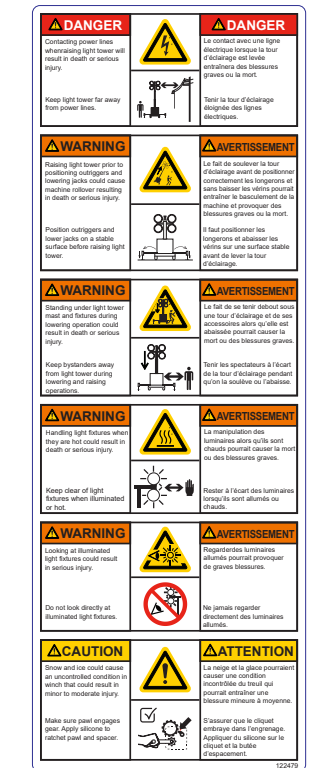 DANGER
Contacting power lines
whenraising light tower will
result in death or serious
injury.
Keep light tower far away
from power lines.
DANGER
Le contact avec une ligne
électrique lorsque la tour
d'éclairage est levée
entraînera des blessures
graves ou la mort.
Tenir la tour d'éclairage
éloignée des lignes
électriques.
WARNING
Raising light tower prior to
positioning outriggers and
lowering jacks could cause
machine rollover resulting
in death or serious injury.
Position outriggers and
lower jacks on a stable
surface before raising light
tower.
AVERTISSEMENT
Le fait de soulever la tour
d'éclairage avant de positionner
correctement les longerons et
sans baisser les vérins pourrait
entraîner le basculement de la
machine et provoquer des
blessures graves ou la mort.
Il faut positionner les
longerons et abaisser les
vérins sur une surface stable
avant de lever la tour
d'éclairage.
WARNING
Standing under light tower
mast and fixtures during
lowering operation could
result in death or serious
injury.
Keep bystanders away
from light tower during
lowering and raising
operations.
AVERTISSEMENT
Le fait de se tenir debout sous
une tour d'éclairage et de ses
accessoires alors qu'elle est
abaissée pourrait causer la
mort ou des blessures graves.
Tenir les spectateurs à l'écart
de la tour d'éclairage pendant
qu'on la soulève ou l'abaisse.
WARNING
Handling light fixtures when
they are hot could result in
death or serious injury.
Keep clear of light
fixtures when illuminated
or hot.
AVERTISSEMENT
La manipulation des
luminaires alors qu'ils sont
chauds pourrait causer la mort
ou des blessures graves.
Rester à l'écart des luminaires
lorsqu'ils sont allumés ou
chauds.
WARNING
Looking at illuminated
light fixtures could result
in serious injury.
Do not look directly at
illuminated light fixtures.
AVERTISSEMENT
Regarderdes luminaires
allumés pourrait provoquer
de graves blessures.
Ne jamais regarder
directement des luminaires
allumés.
CAUTION
Snow and ice could cause
an uncontrolled condition in
winch that could result in
minor to moderate injury.
Make sure pawl engages
gear. Apply silicone to
ratchet pawl and spacer.
ATTENTION
La neige et la glace pourraient
causer une condition
incontrôlée du treuil qui
pourrait entraîner une
blessure mineure à moyenne.
S'assurer que le cliquet
embraye dans l'engrenage.
Appliquer du silicone sur le
cliquet et la butée
d'espacement.
122479